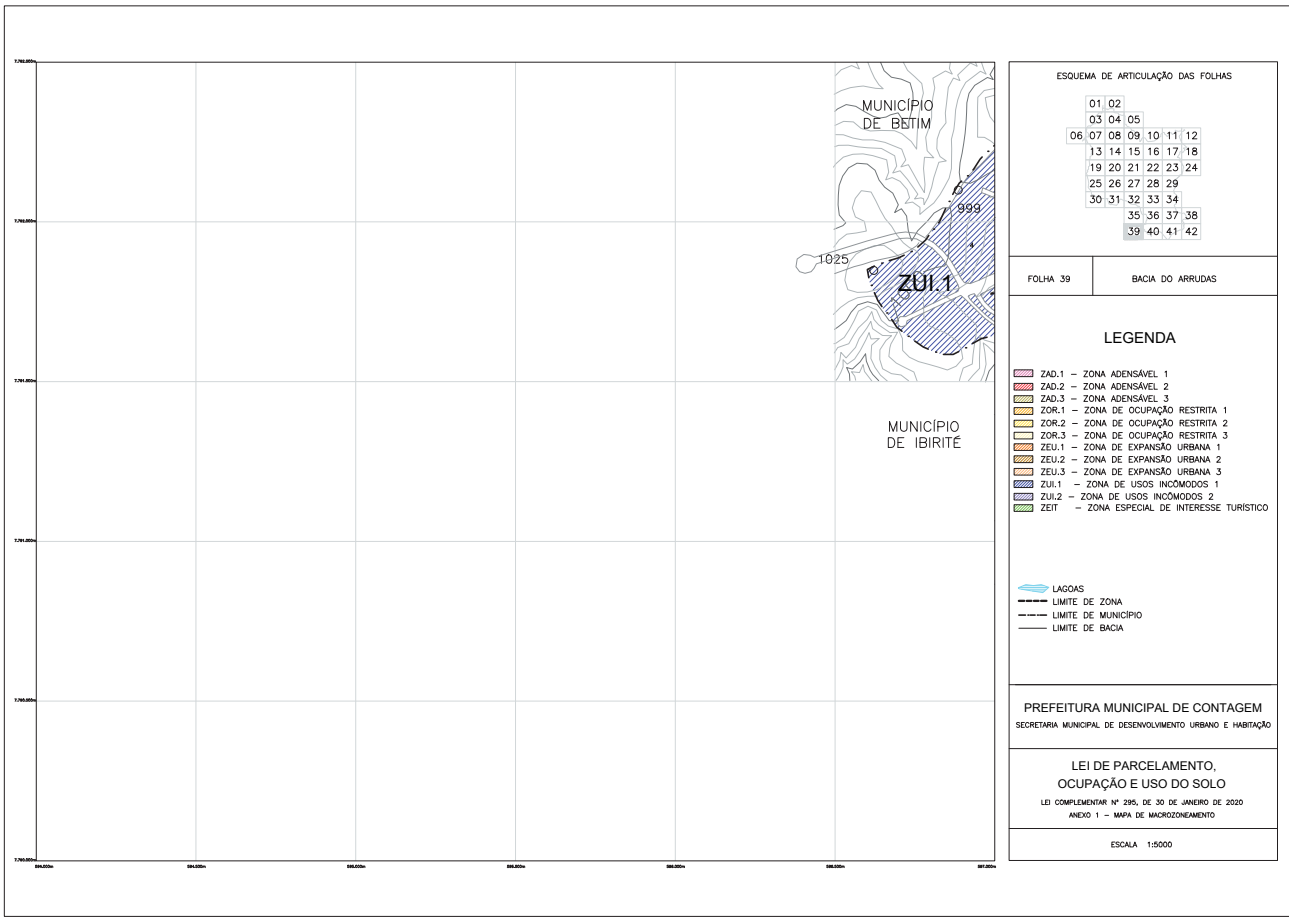 MUNICÍPIO
DE BETIM
999
1025
ZUI.1
MUNICÍPIO
DE IBIRITÉ
ESQUEMA DE ARTICULAÇÃO DAS FOLHAS
01 02
03 04 05
06 07 08 09 10 11 12
13 14 15 16 17 18
19 20 21 22 23 24
25 26 27 28 29
30 31 32 33 34
35 36 37 38
39 40 41 42
FOLHA 39
BACIA DO ARRUDAS
LEGENDA
ZAD.1 – ZONA ADENSÁVEL 1
ZAD.2 – ZONA ADENSÁVEL 2
ZAD.3 – ZONA ADENSÁVEL 3
ZOR.1 – ZONA DE OCUPAÇÃO RESTRITA 1
ZOR.2 – ZONA DE OCUPAÇÃO RESTRITA 2
ZOR.3 – ZONA DE OCUPAÇÃO RESTRITA 3
ZEU.1 – ZONA DE EXPANSÃO URBANA 1
ZEU.2 – ZONA DE EXPANSÃO URBANA 2
ZEU.3 – ZONA DE EXPANSÃO URBANA 3
ZUI.1 – ZONA DE USOS INCÔMODOS 1
ZUI.2 – ZONA DE USOS INCÔMODOS 2
ZEIT – ZONA ESPECIAL DE INTERESSE TURÍSTICO
LAGOAS
LIMITE DE ZONA
LIMITE DE MUNICÍPIO
LIMITE DE BACIA
PREFEITURA MUNICIPAL DE CONTAGEM
SECRETARIA MUNICIPAL DE DESENVOLVIMENTO URBANO E HABITAÇÃO
LEI DE PARCELAMENTO,
OCUPAÇÃO E USO DO SOLO
LEI COMPLEMENTAR Nº 295, DE 30 DE JANEIRO DE 2020
ANEXO 1 – MAPA DE MACROZONEAMENTO
ESCALA 1:5000